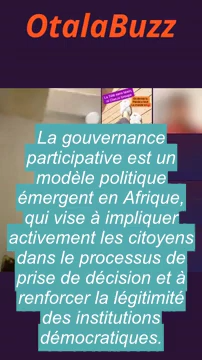 OtalaBuzz
La gouvernance
participative est un
modèle politique
émergent en Afrique,
qui vise à impliquer
activement les citoyens
dans le processus de
prise de décision et à
renforcer la légitimité
des institutions
démocratiques.